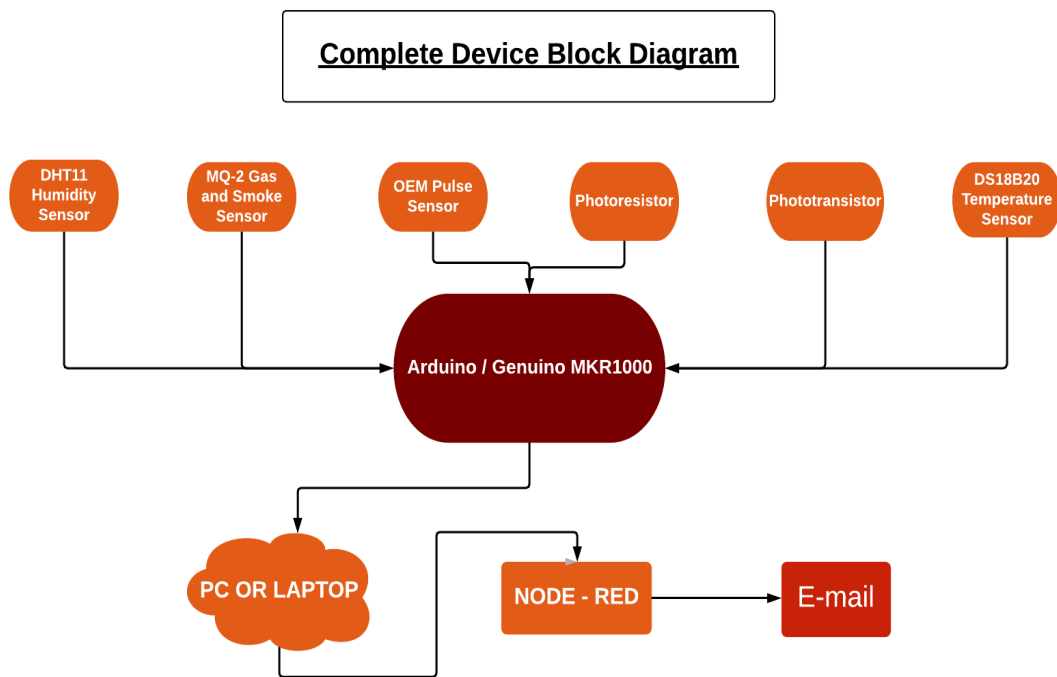 Complete Device Block Diagram
DHT11
Humidity
Sensor
MQ-2 Gas
and Smoke
Sensor
OEM Pulse
Sensor
Photoresistor
Phototransistor
DS18B20
Temperature
Sensor
Arduino / Genuino MKR1000
PC OR LAPTOP
NODE - RED
E-mail